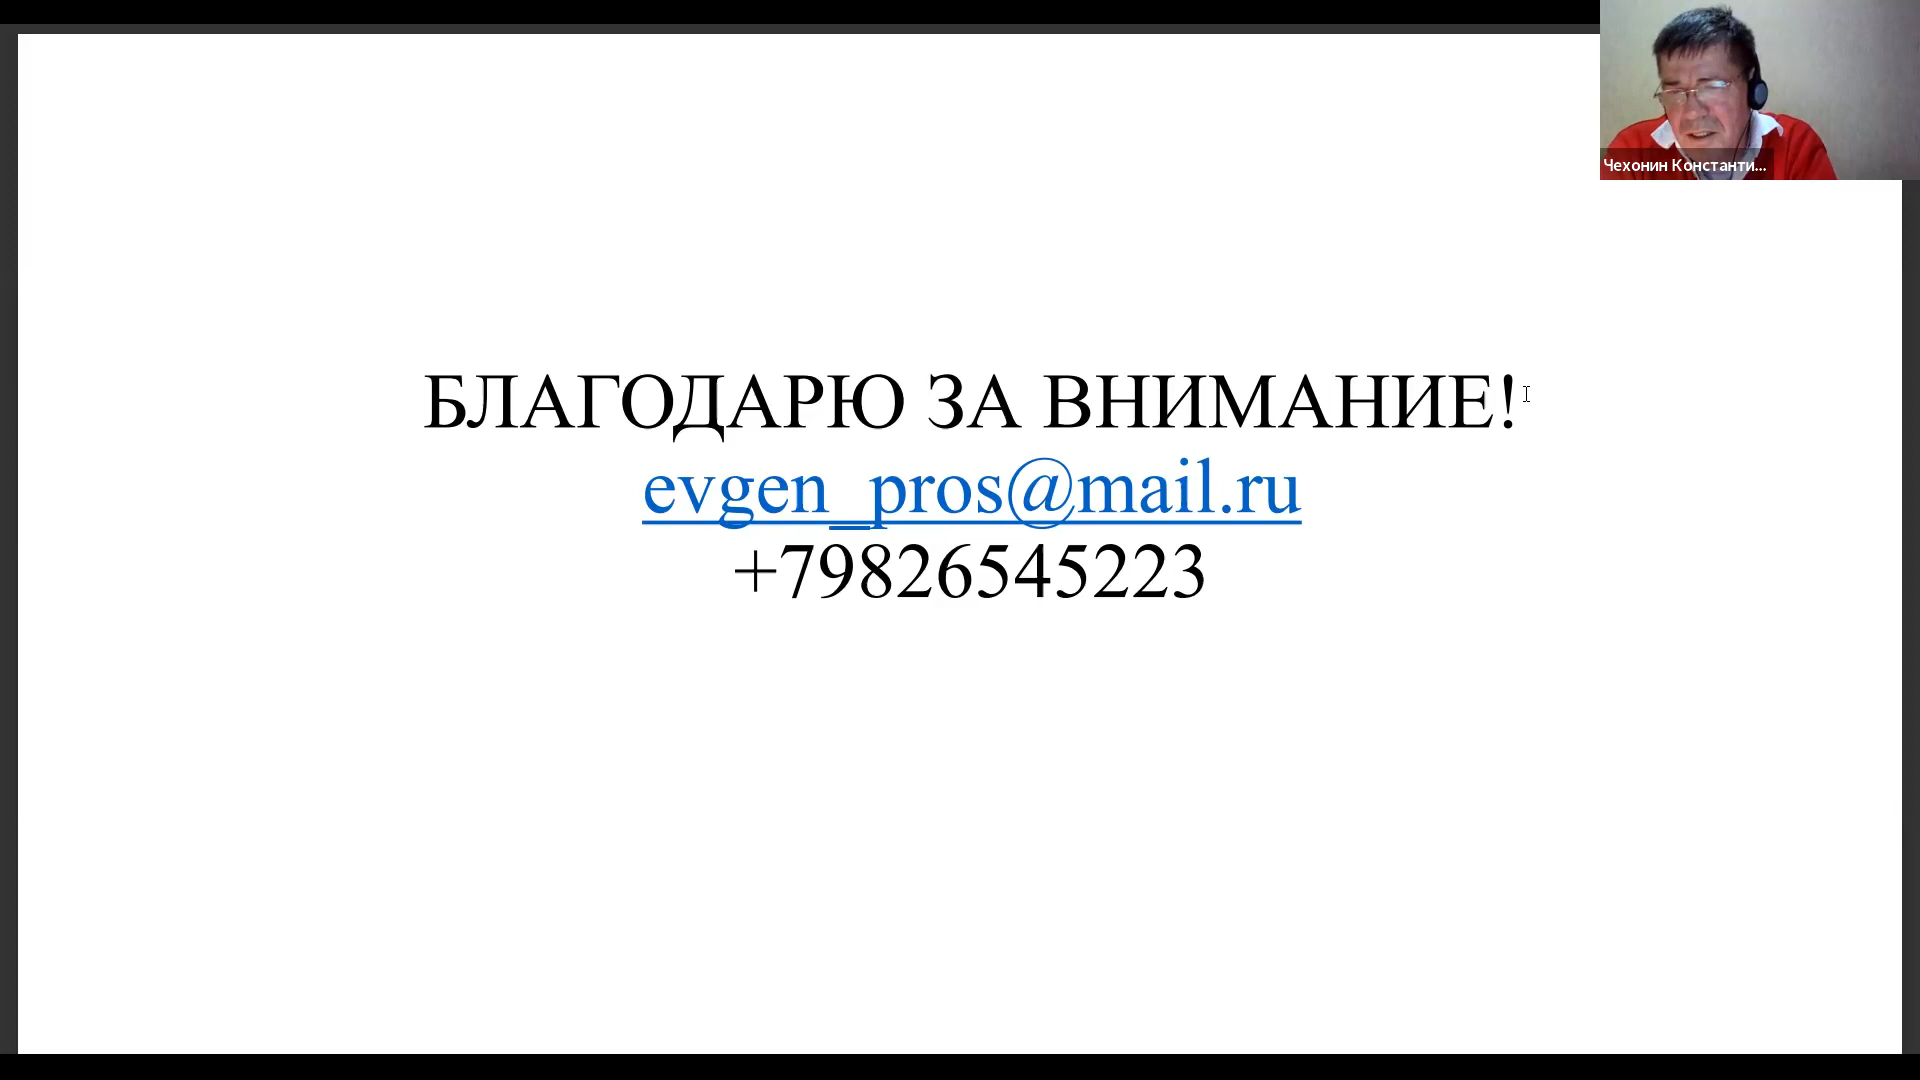 Чехонин Константи...
БЛАГОДАРЮ ЗА ВНИМАНИЕ!
evgen_pros@mail.ru
+79826545223